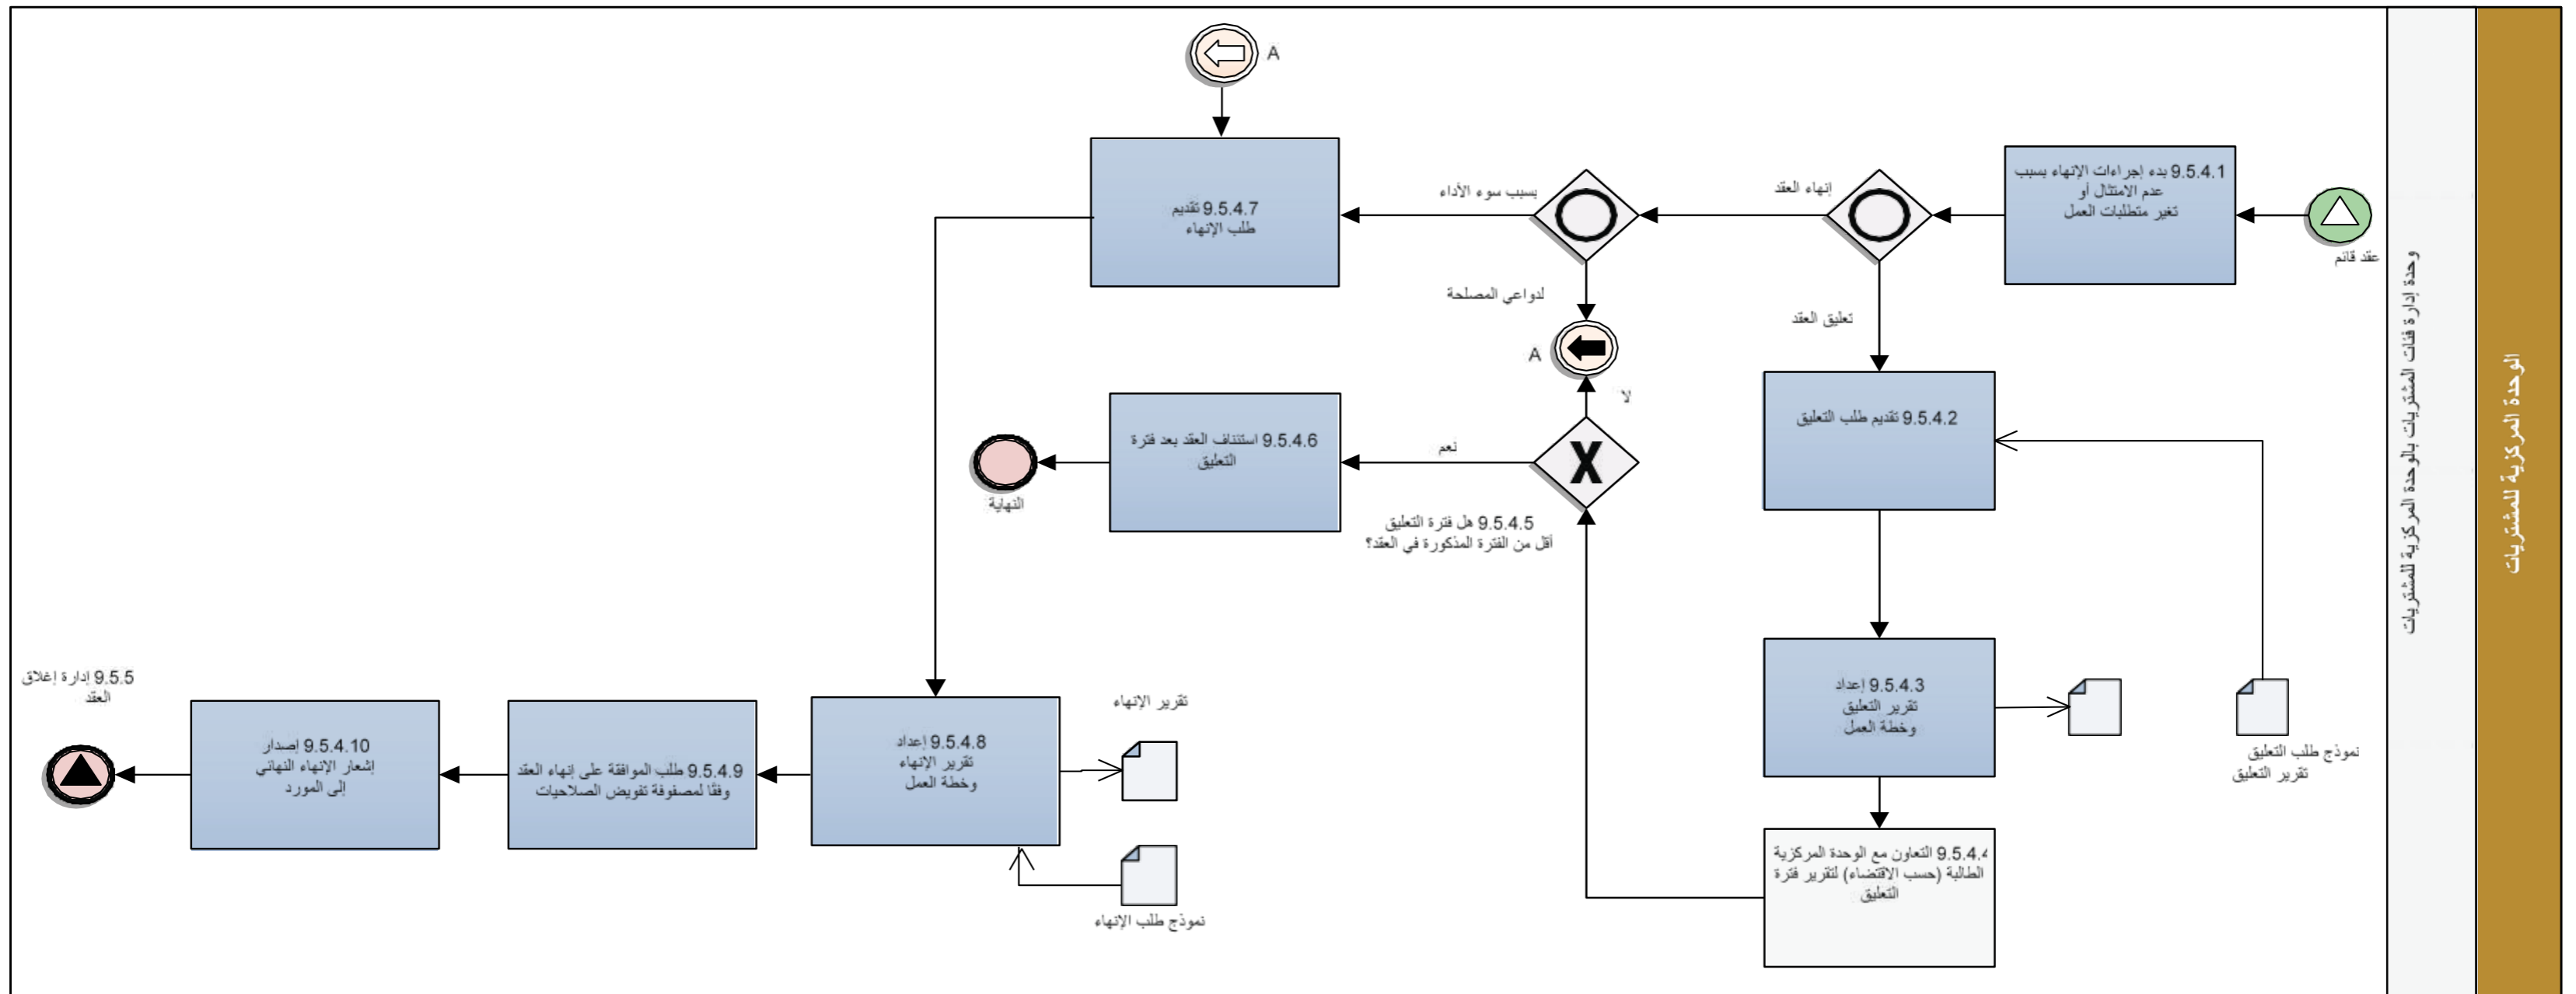 الوحدة المركزية للمشتريات
وحدة إدارة فئات المشتريات بالوحدة المركزية للمشتريات
عقد قائم
9.5.4.1 بدء إجراءات الإنهاء بسبب
عدم الامتثال أو
تغير متطلبات العمل
إنهاء العقد
تعليق العقد
بسبب سوء الأداء
لدواعي المصلحة
A
A
9.5.4.7 تقديم
طلب الإنهاء
9.5.4.2 تقديم طلب التعليق
لا
نعم
9.5.4.5 هل فترة التعليق
أقل من الفترة المذكورة في العقد؟
9.5.4.6 استئناف العقد بعد فترة
التعليق
النهاية
9.5.4.3 إعداد
تقرير التعليق
وخطة العمل
نموذج طلب التعليق
تقرير التعليق
9.5.4.4 التعاون مع الوحدة المركزية
الطالبة (حسب الاقتضاء) لتقرير فترة
التعليق
تقرير الإنهاء
9.5.4.8 إعداد
تقرير الإنهاء
وخطة العمل
نموذج طلب الإنهاء
9.5.4.9 طلب الموافقة على إنهاء العقد
وفقًا لمصفوفة تفويض الصلاحيات
9.5.4.10 إصدار
إشعار الإنهاء النهائي
إلى المورد
9.5.5 إدارة إغلاق
العقد